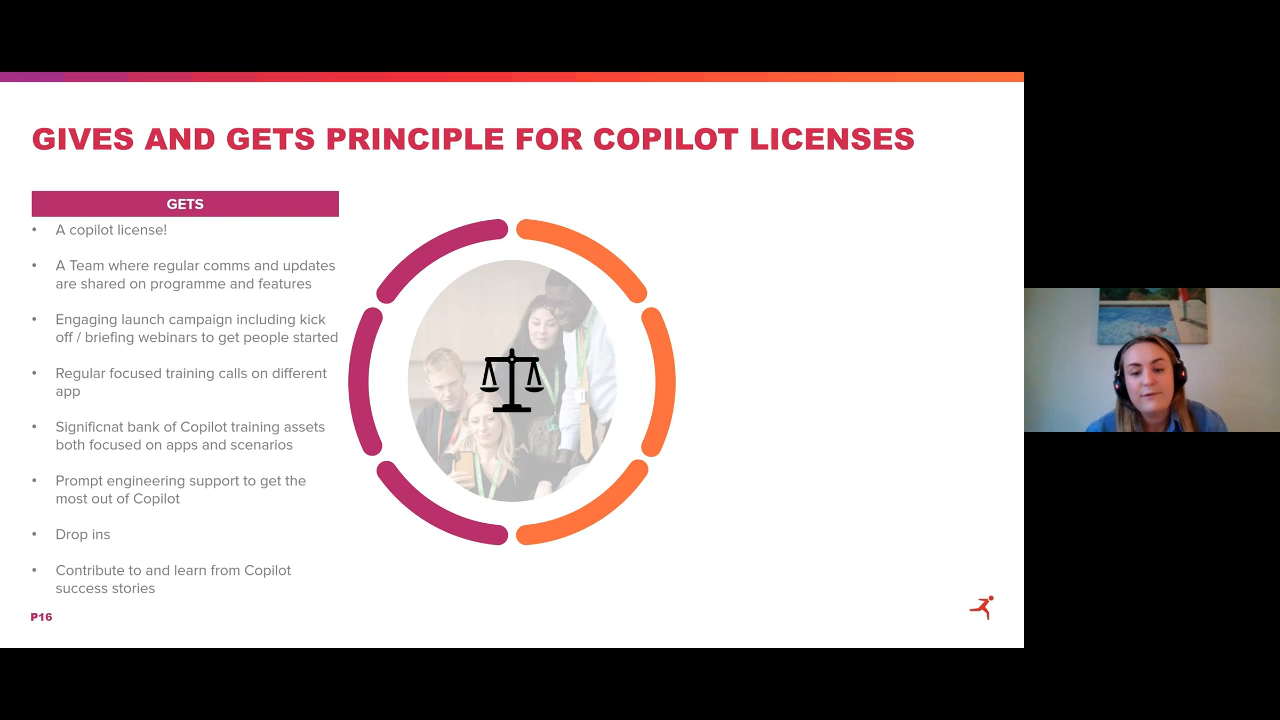 GIVES AND GETS PRINCIPLE FOR COPILOT LICENSES
GETS
• A copilot license!
• A Team where regular comms and updates
are shared on programme and features
• Engaging launch campaign including kick
off / briefing webinars to get people started
• Regular focused training calls on different
app
• Significnat bank of Copilot training assets
both focused on apps and scenarios
• Prompt engineering support to get the
most out of Copilot
• Drop ins
• Contribute to and learn from Copilot
success stories
P16